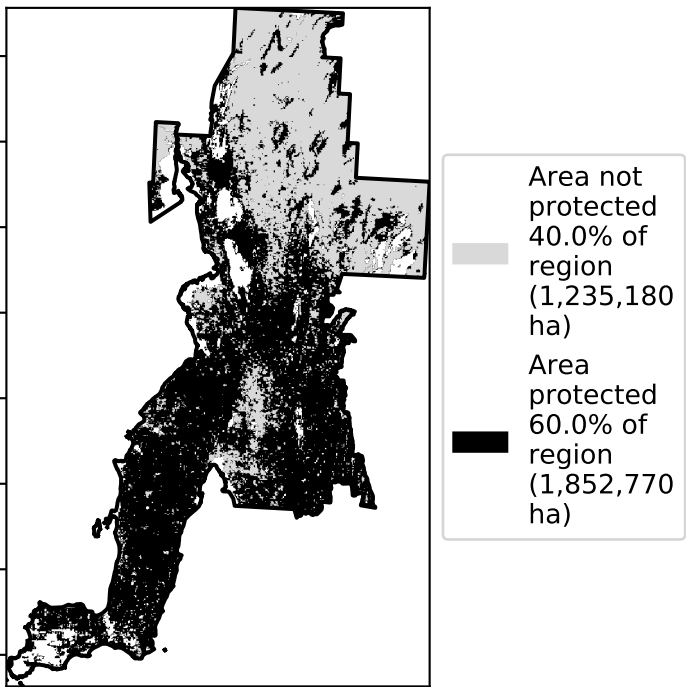 Area not
protected
40.0% of
region
(1,235,180
ha)
Area
protected
60.0% of
region
(1,852,770
ha)